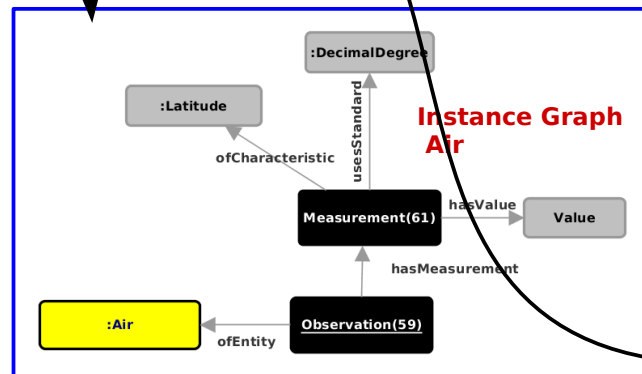 :DecimalDegree
:Latitude
usesStandard
Instance Graph
Air
ofCharacteristic
Measurement(61)
hasValue
Value
hasMeasurement
:Air
ofEntity
Observation(59)